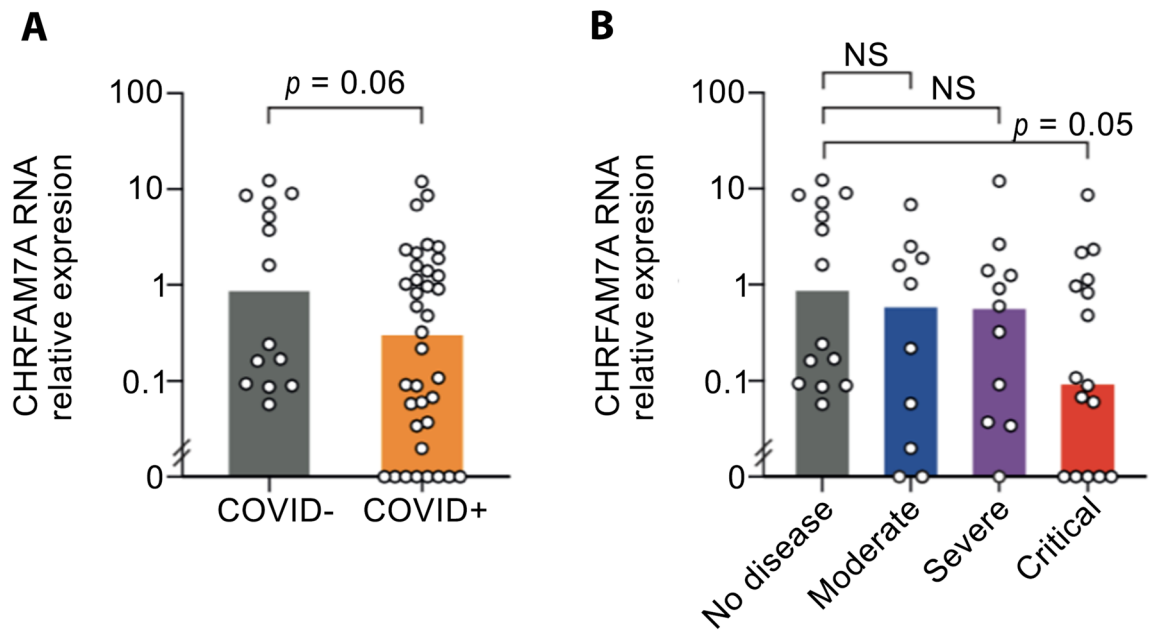 A
CHRFAM7A RNA
relative expresion
100
10
1
0.1
0
p = 0.06
COVID-
COVID+
B
CHRFAM7A RNA
relative expresion
100
10
1
0.1
0
NS
NS
p = 0.05
No disease
Moderate
Severe
Critical